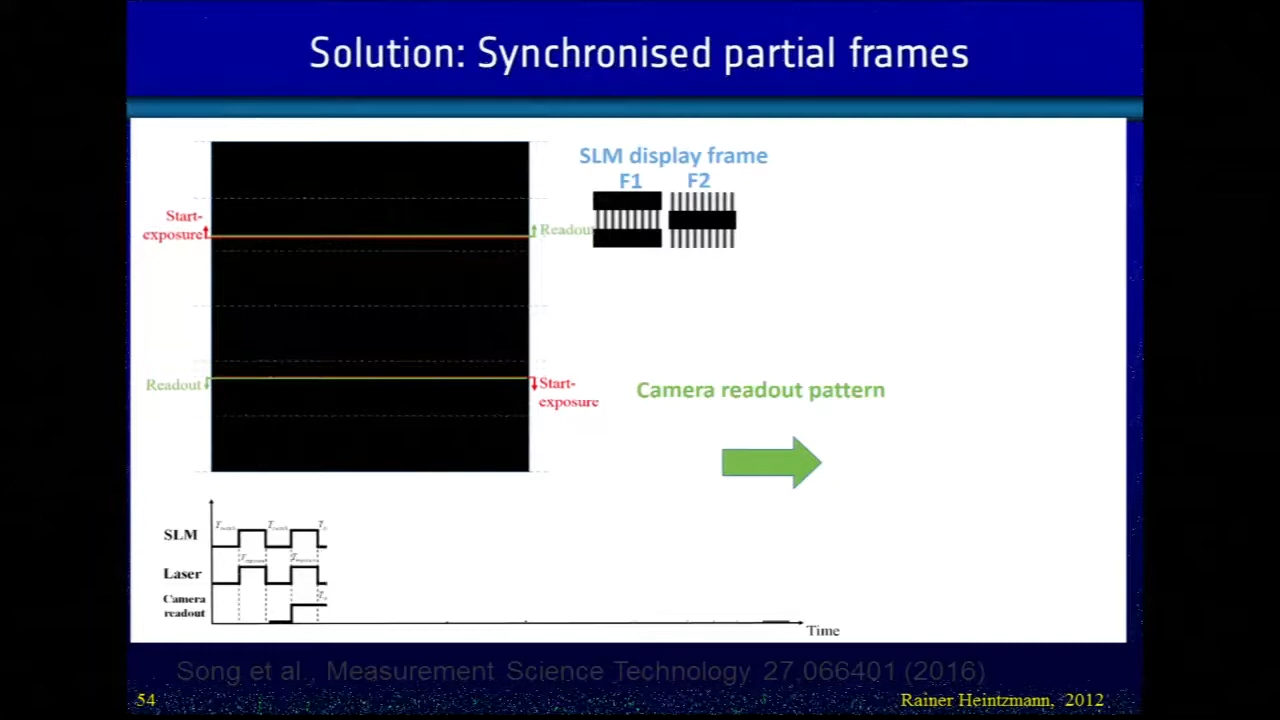 Solution: Synchronised partial frames
SLM display frame
F1 F2
Start-
exposure
Readout
Readout
Start-
exposure
Camera readout pattern
SLM
Laser
Camera
readout
Time
Song et al., Measurement Science Technology 27,066401 (2016)
54
Rainer Heintzmann, 2012